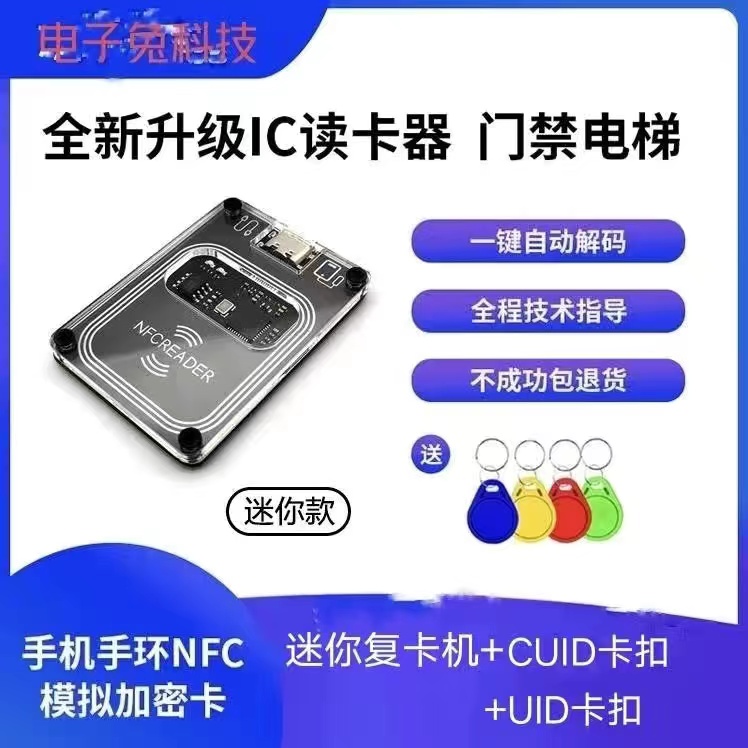 电子兔科技
全新升级IC读卡器 门禁电梯
一键自动解码
全程技术指导
不成功包退货
送
NFCREADER
迷你款
手机手环NFC
模拟加密卡
迷你复卡机+CUID卡扣
+UID卡扣